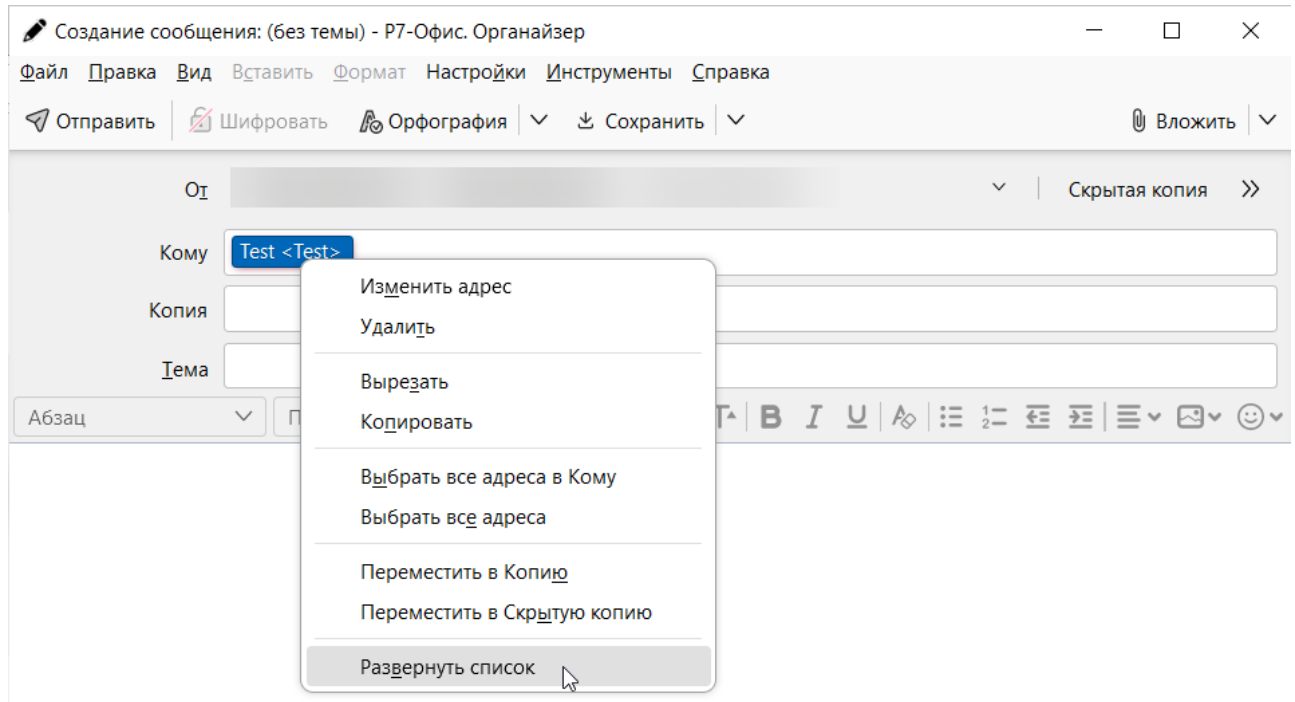 Создание сообщения: (без темы) - Р7-Офис. Органайзер
Файл Правка Вид Вставить Формат Настройки Инструменты Справка
Отправить Шифровать Орфография Сохранить Вложить
От Скрытая копия
Кому Test <Test>
Копия
Тема
Абзац П
Изменить адрес
Удалить
Вырезать
Копировать
Выбрать все адреса в Кому
Выбрать все адреса
Переместить в Копию
Переместить в Скрытую копию
Развернуть список